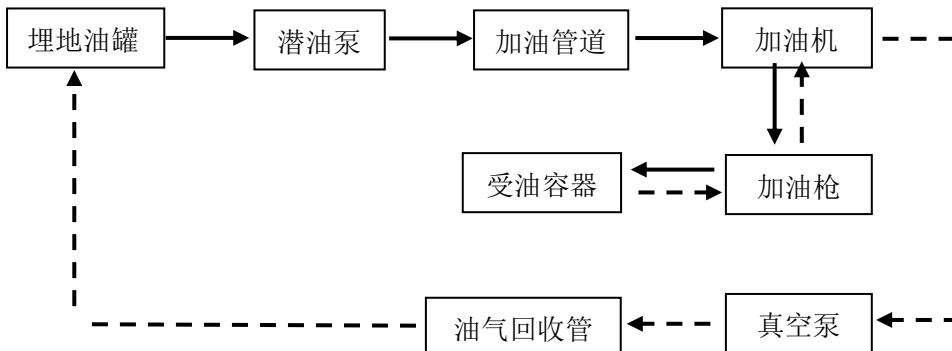 埋地油罐
潜油泵
加油管道
加油机
受油容器
加油枪
油气回收管
真空泵